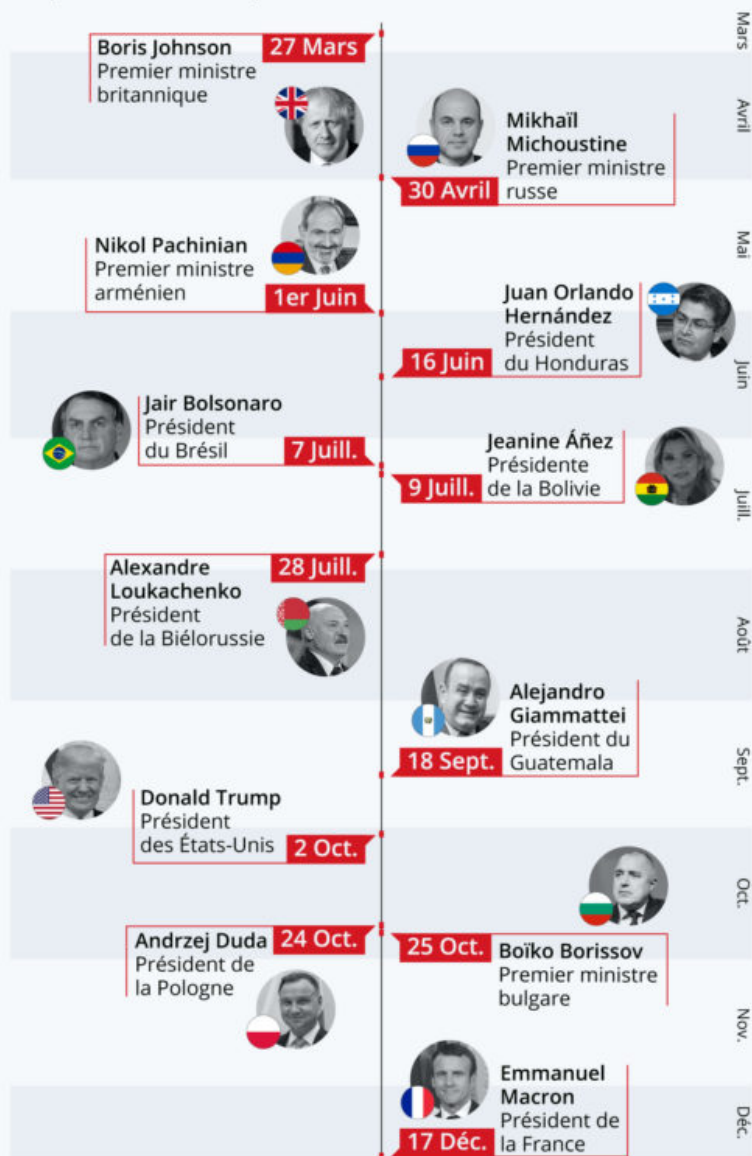 Mars
27 Mars
Boris Johnson
Premier ministre
britannique
Avril
Mikhaïl
Michoustine
Premier ministre
russe
30 Avril
Mai
Nikol Pachinian
Premier ministre
arménien
1er Juin
Juan Orlando
Hernández
Président
du Honduras
16 Juin
Juin
Jair Bolsonaro
Président
du Brésil
7 Juill.
Jeanine Áñez
Présidente
de la Bolivie
9 Juill.
Juill.
28 Juill.
Alexandre
Loukachenko
Président
de la Biélorussie
Août
Alejandro
Giammattei
Président du
Guatemala
18 Sept.
Sept.
Donald Trump
Président
des États-Unis
2 Oct.
Oct.
Andrzej Duda
24 Oct.
Président de
la Pologne
25 Oct.
Boïko Borissov
Premier ministre
bulgare
Nov.
Emmanuel
Macron
Président de
la France
17 Déc.
Déc.